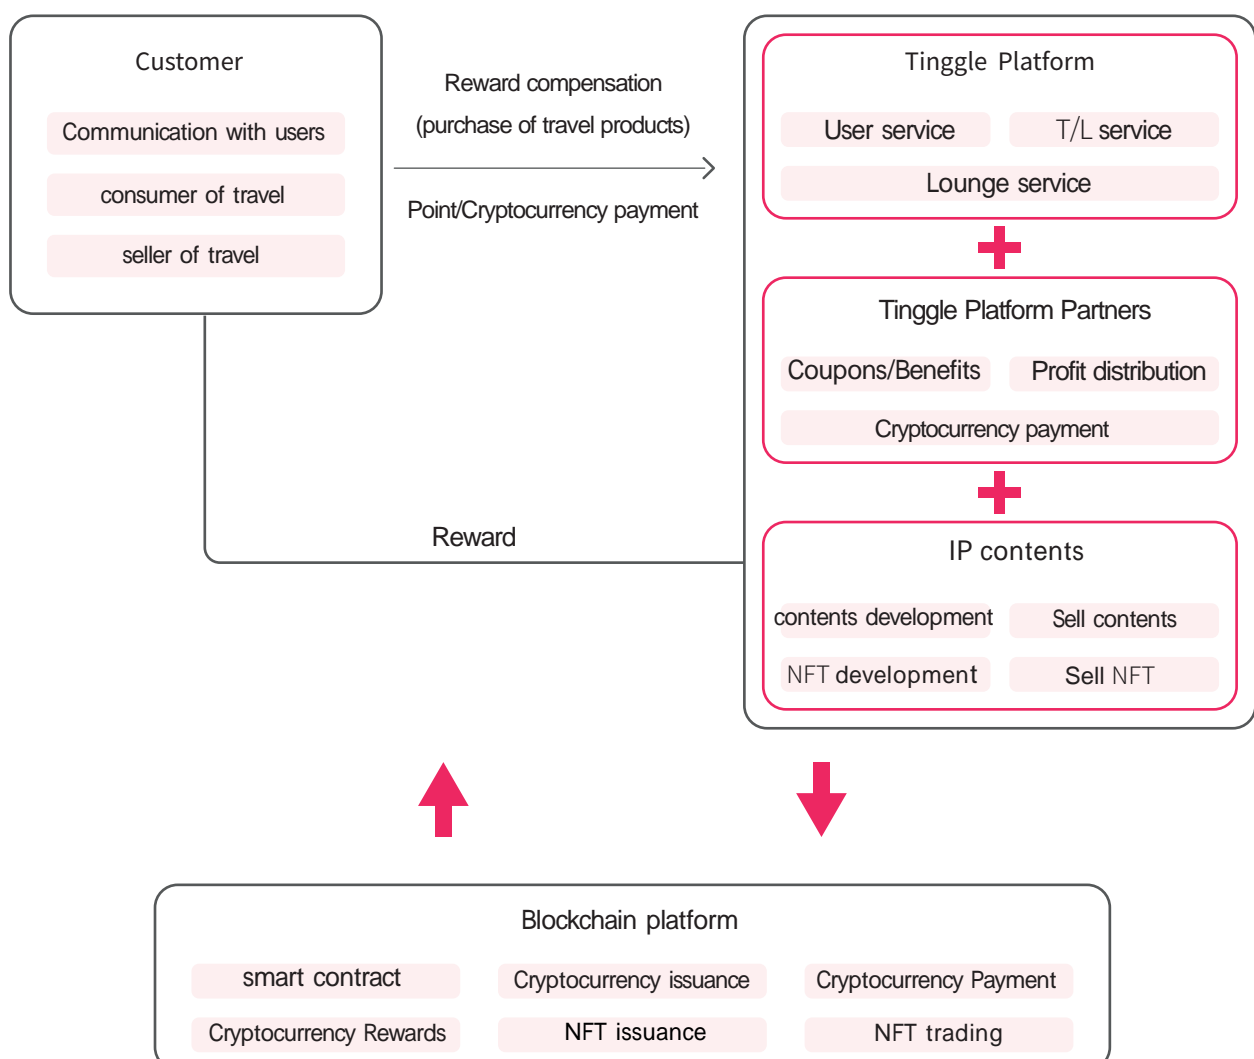 Customer
Communication with users
consumer of travel
seller of travel
Reward compensation
(purchase of travel products)
Point/Cryptocurrency payment
Tinggle Platform
User service
T/L service
Lounge service
Tinggle Platform Partners
Coupons/Benefits
Profit distribution
Cryptocurrency payment
Reward
IP contents
contents development
Sell contents
NFT development
Sell NFT
Blockchain platform
smart contract
Cryptocurrency issuance
Cryptocurrency Payment
Cryptocurrency Rewards
NFT issuance
NFT trading